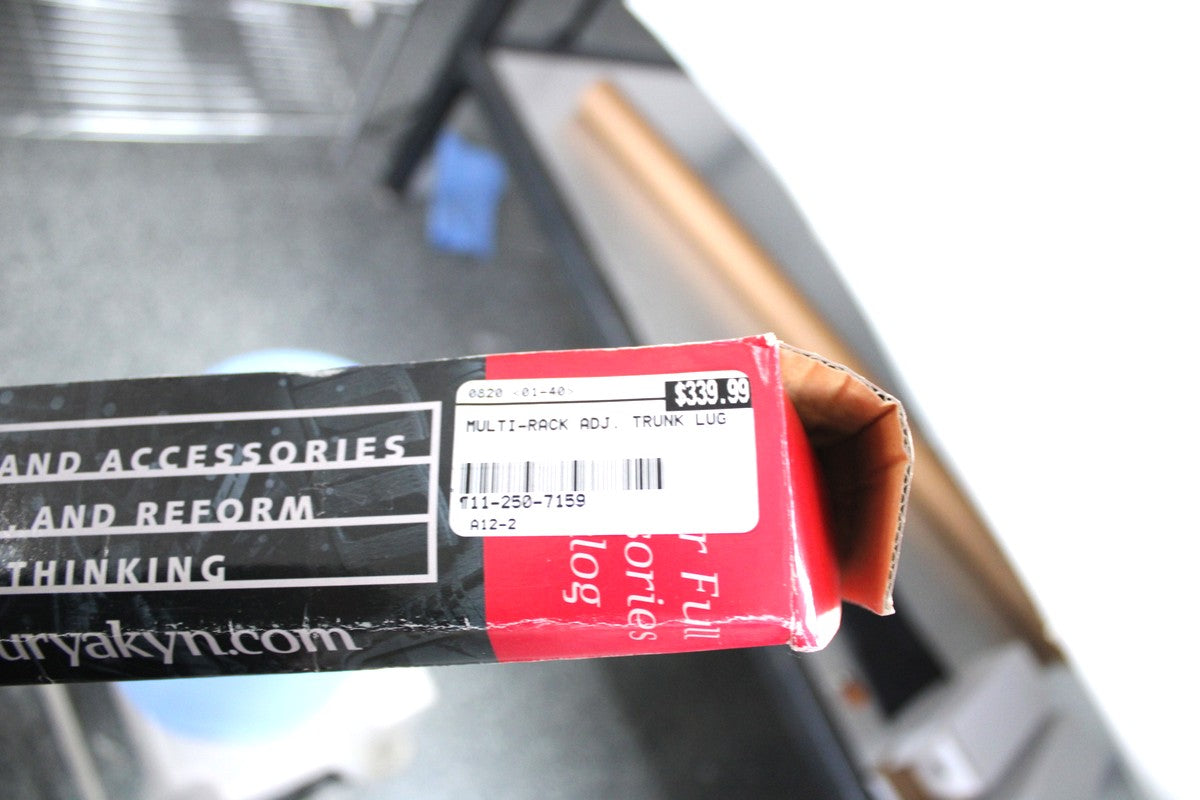 AND ACCESSORIES
. AND REFORM
THINKING
uryakyn.com
0820 <01-40>
$339.99
MULTI-RACK ADJ. TRUNK LUG
¶11-250-7159
A12-2
r Full
sories
log